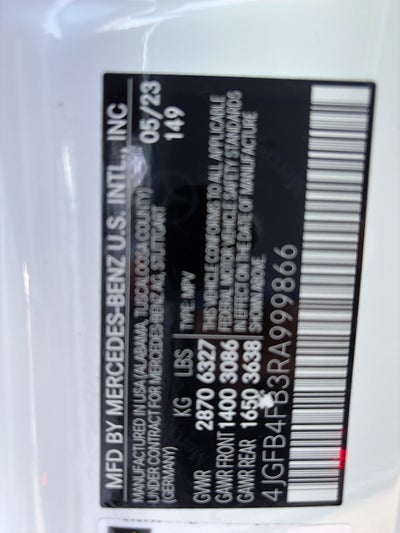 MFD BY MERCEDES-BENZ U.S. INTL., INC
MANUFACTURED IN USA (ALABAMA, TUSCALOOSA COUNTY)
UNDER CONTRACT FOR MERCEDES-BENZ AG, STUTTGART
(GERMANY)
05/23
149
KG LBS TYPE: MPV
GVWR 2870 6327
GAWR FRONT 1400 3086
GAWR REAR 1650 3638
THIS VEHICLE CONFORMS TO ALL APPLICABLE
FEDERAL MOTOR VEHICLE SAFETY STANDARDS
IN EFFECT ON THE DATE OF MANUFACTURE
SHOWN ABOVE.
4JGFB4FB3RA999866